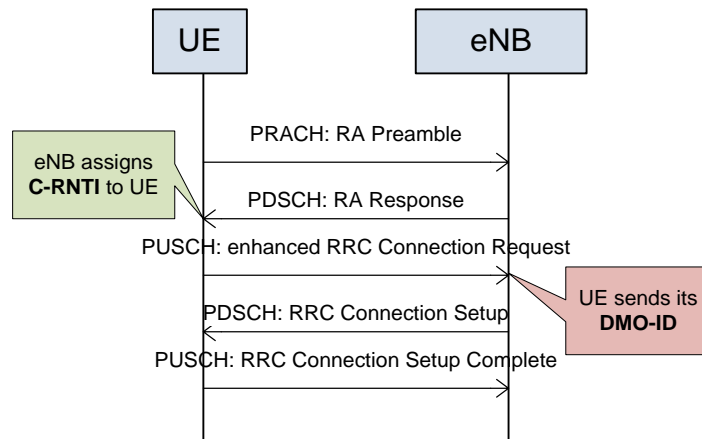 UE
eNB
PRACH: RA Preamble
eNB assigns
C-RNTI to UE
PDSCH: RA Response
PUSCH: enhanced RRC Connection Request
UE sends its
DMO-ID
PDSCH: RRC Connection Setup
PUSCH: RRC Connection Setup Complete